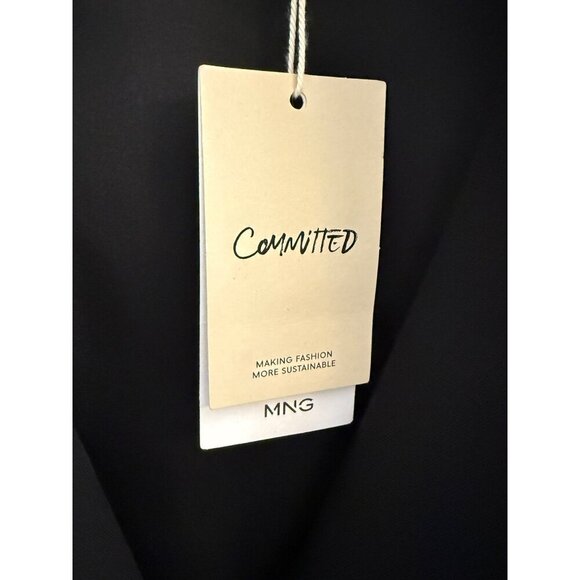 COMMITTED
MAKING FASHION
MORE SUSTAINABLE
MNG